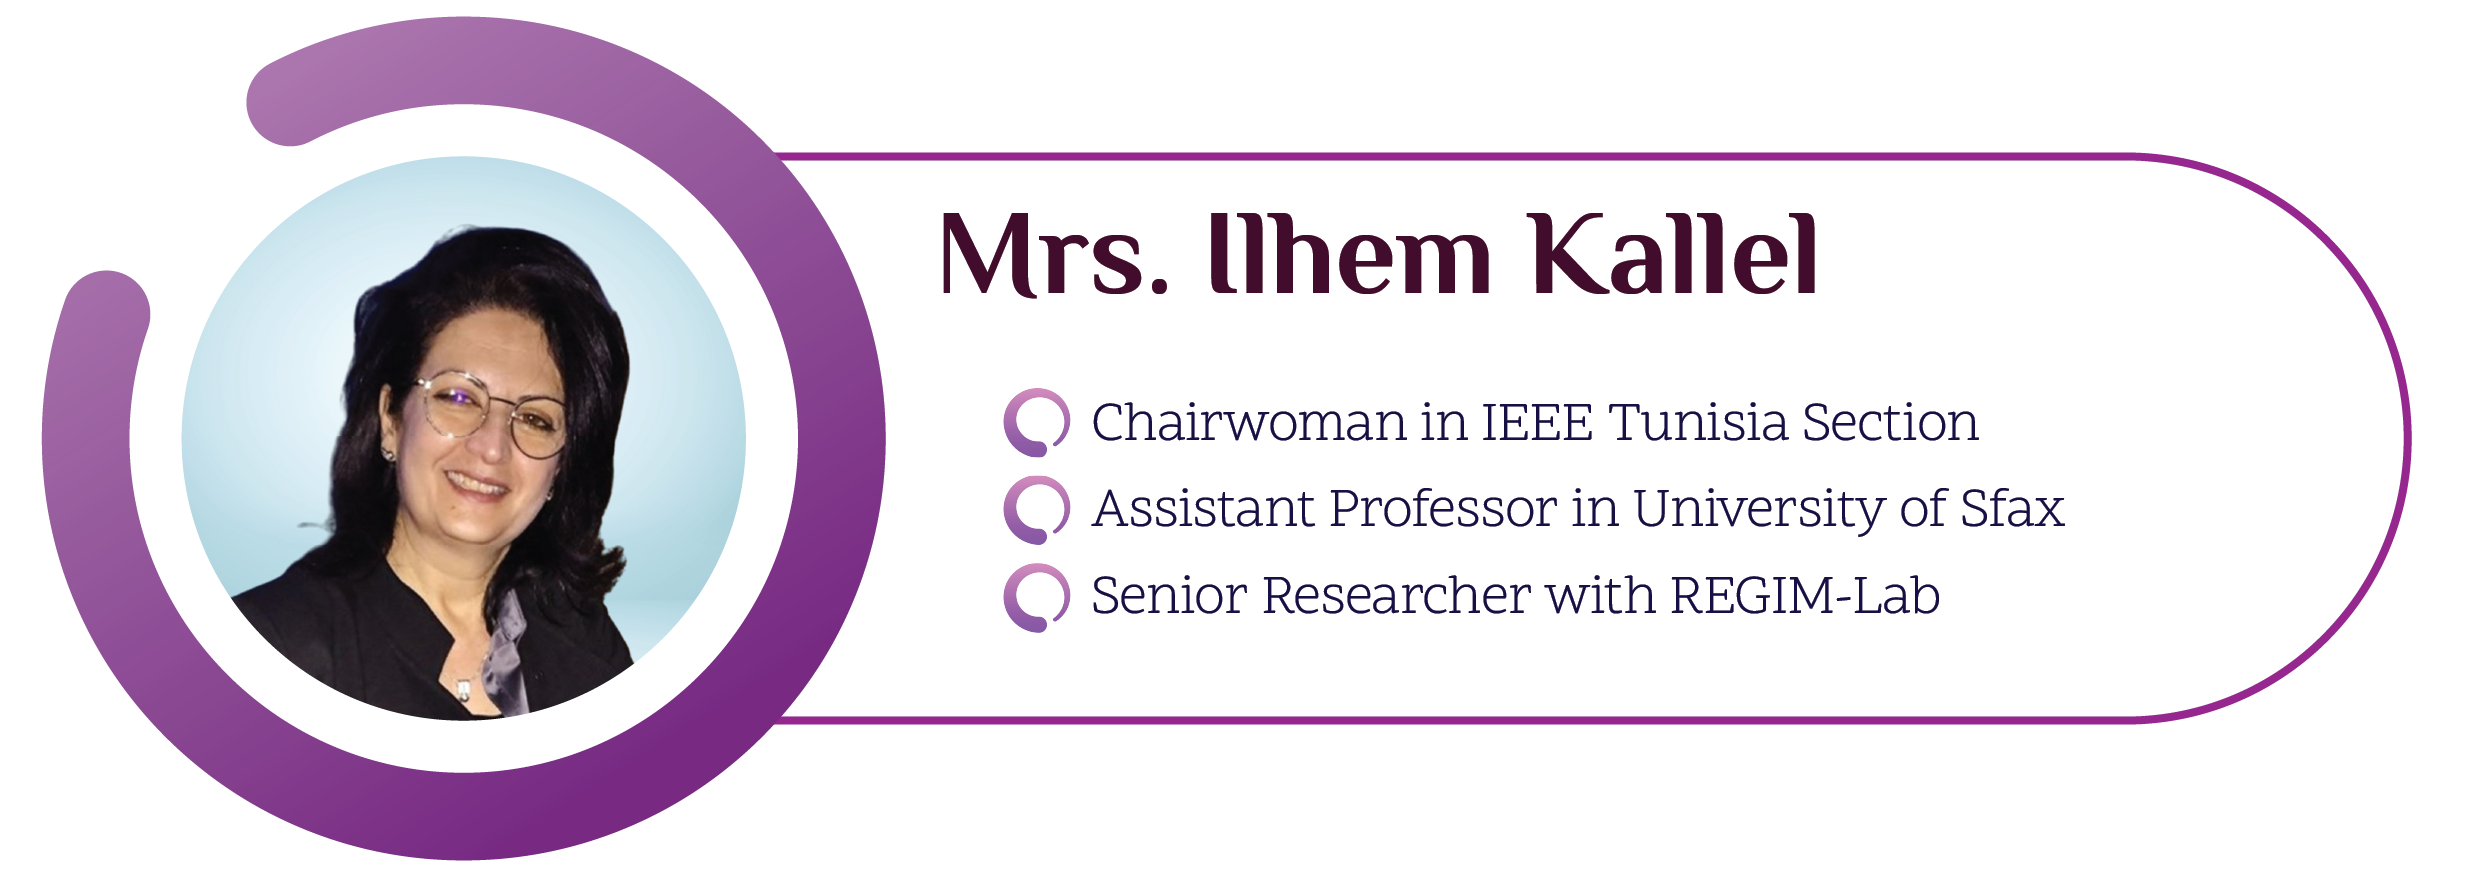 Mrs. Ilhem Kallel
Chairwoman in IEEE Tunisia Section
Assistant Professor in University of Sfax
Senior Researcher with REGIM-Lab